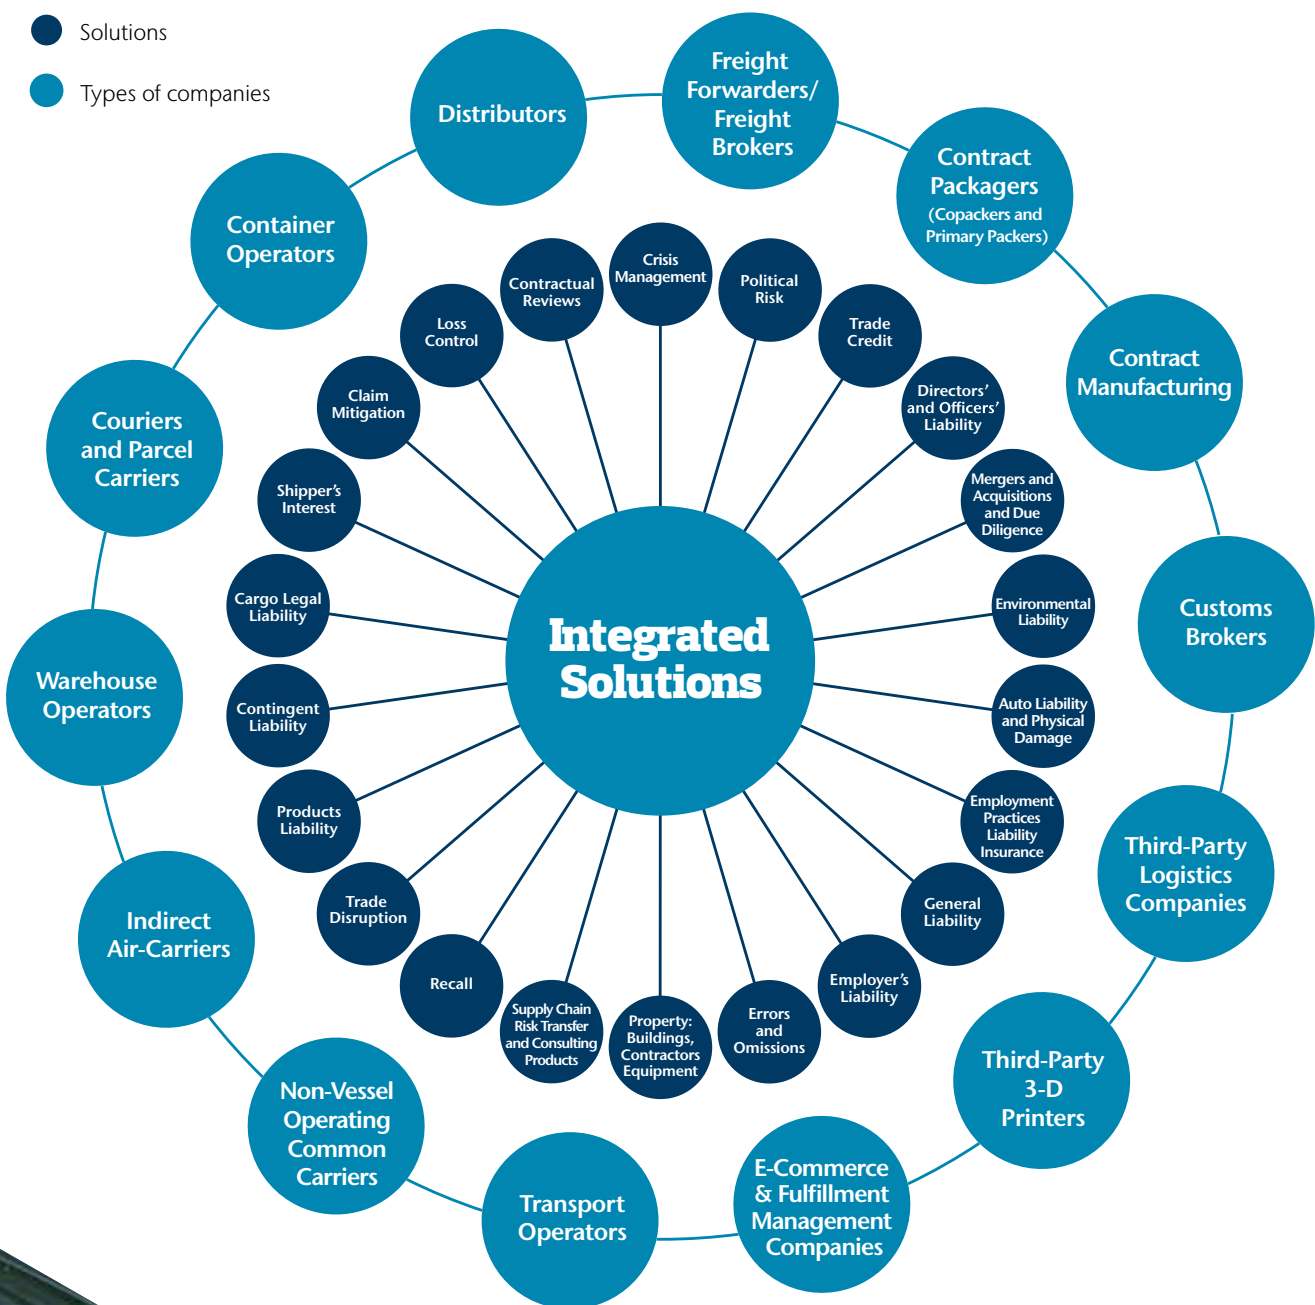 Solutions
Types of companies
Freight
Forwarders/
Freight
Brokers
Contract
Packagers
(Copackers and
Primary Packers)
Contract
Manufacturing
Customs
Brokers
Third-Party
Logistics
Companies
Third-Party
3-D
Printers
E-Commerce
& Fulfillment
Management
Companies
Transport
Operators
Non-Vessel
Operating
Common
Carriers
Indirect
Air-Carriers
Warehouse
Operators
Couriers
and Parcel
Carriers
Container
Operators
Distributors
Crisis
Management
Political
Risk
Trade
Credit
Directors’
and Officers’
Liability
Mergers and
Acquisitions
and Due
Diligence
Environmental
Liability
Auto Liability
and Physical
Damage
Employment
Practices
Liability
Insurance
General
Liability
Employer’s
Liability
Errors
and
Omissions
Property:
Buildings,
Contractors
Equipment
Supply Chain
Risk Transfer
and Consulting
Products
Recall
Trade
Disruption
Products
Liability
Contingent
Liability
Cargo Legal
Liability
Shipper’s
Interest
Claim
Mitigation
Loss
Control
Contractual
Reviews
Integrated
Solutions